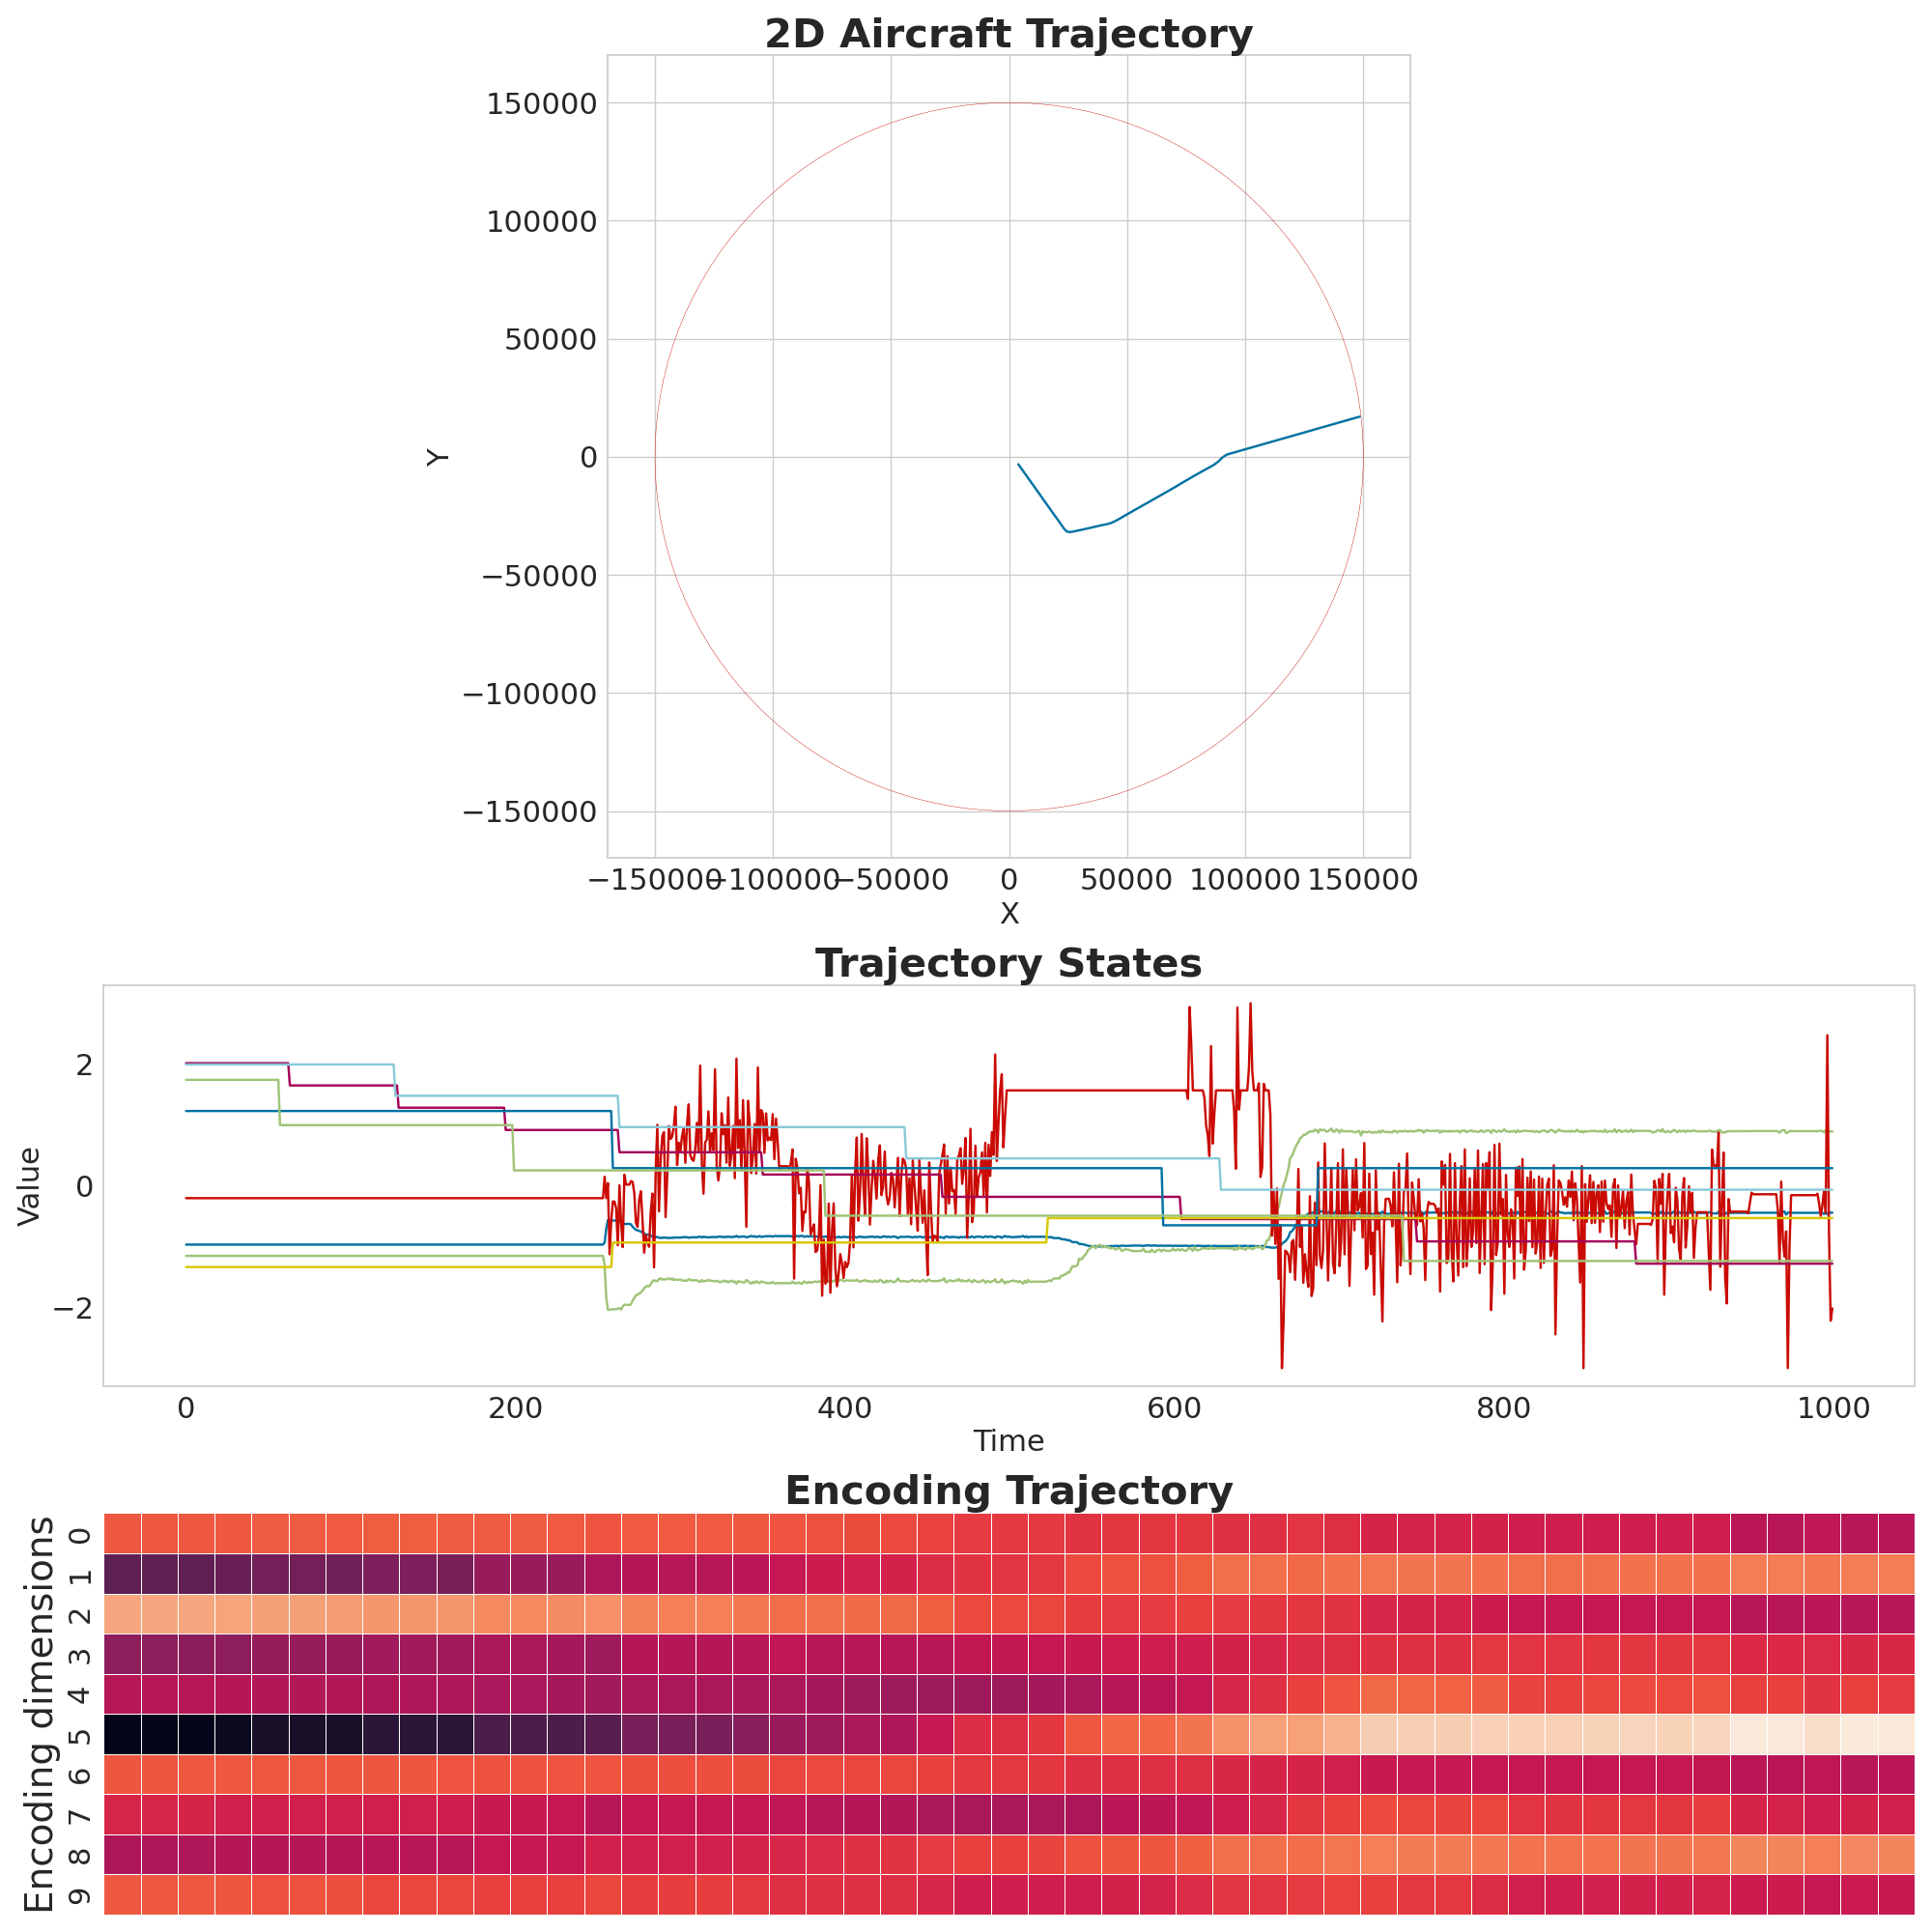 2D Aircraft Trajectory
150000
100000
50000
0
−50000
−100000
−150000
Y
−150000 −100000 −50000 0 50000 100000 150000
X
Trajectory States
2
0
−2
Value
0 200 400 600 800 1000
Time
Encoding Trajectory
Encoding dimensions
0
1
2
3
4
5
6
7
8
9